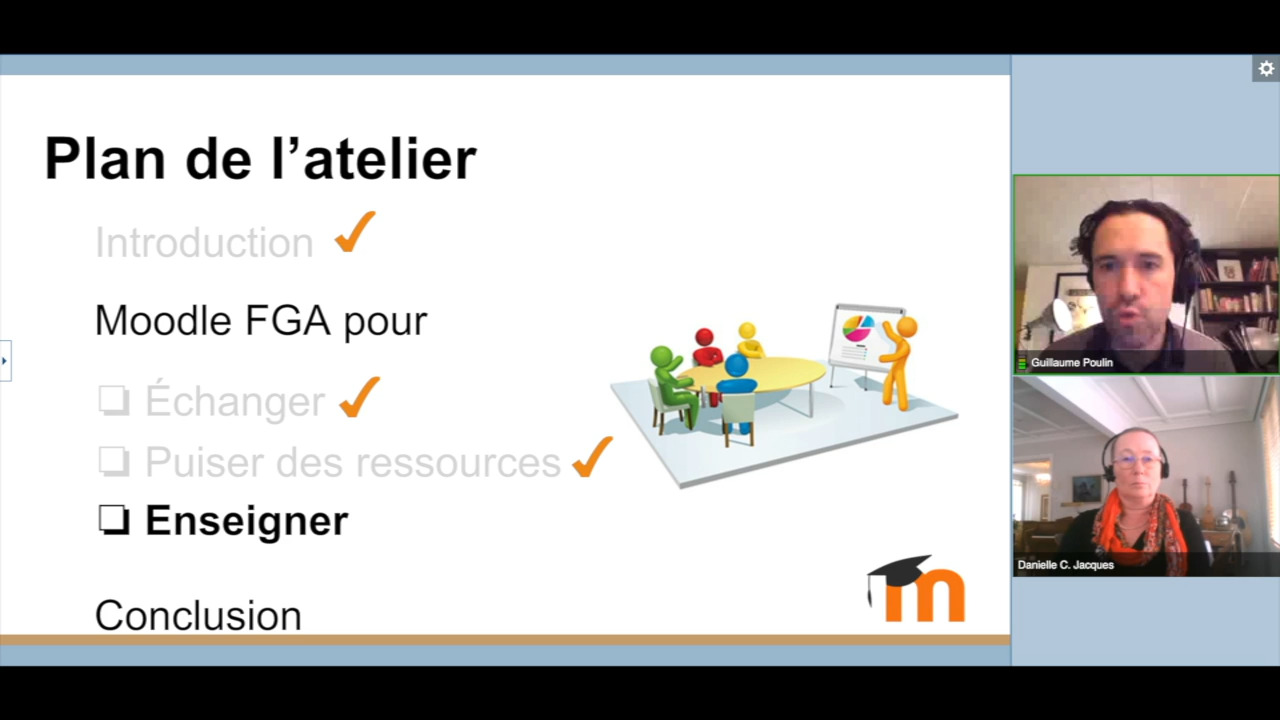 Plan de l’atelier
Introduction
Moodle FGA pour
Échanger
Puiser des ressources
Enseigner
Conclusion
m
Guillaume Poulin
Danielle C. Jacques